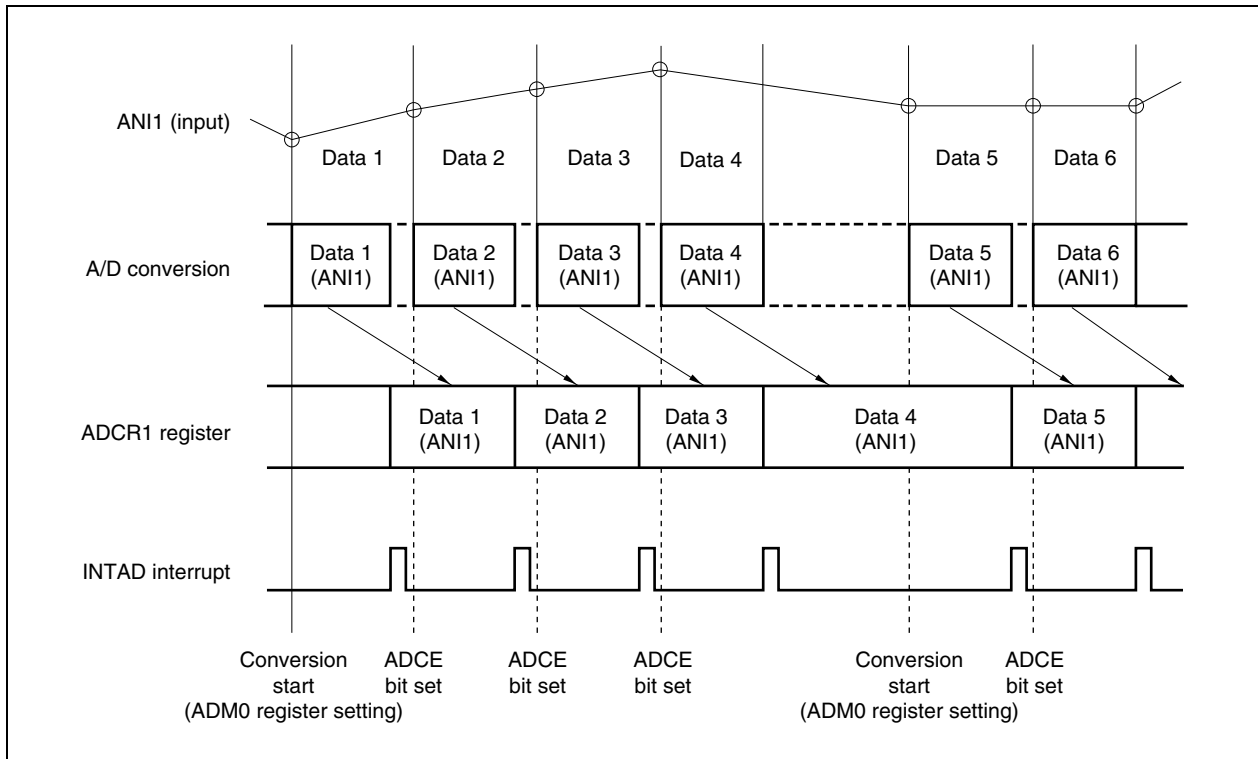 ANI1 (input)
Data 1 Data 2 Data 3 Data 4 Data 5 Data 6
A/D conversion
Data 1
(ANI1)
Data 2
(ANI1)
Data 3
(ANI1)
Data 4
(ANI1)
Data 5
(ANI1)
Data 6
(ANI1)
ADCR1 register
Data 1
(ANI1)
Data 2
(ANI1)
Data 3
(ANI1)
Data 4
(ANI1)
Data 5
(ANI1)
INTAD interrupt
Conversion
start
(ADM0 register setting)
ADCE
bit set
ADCE
bit set
ADCE
bit set
Conversion
start
(ADM0 register setting)
ADCE
bit set